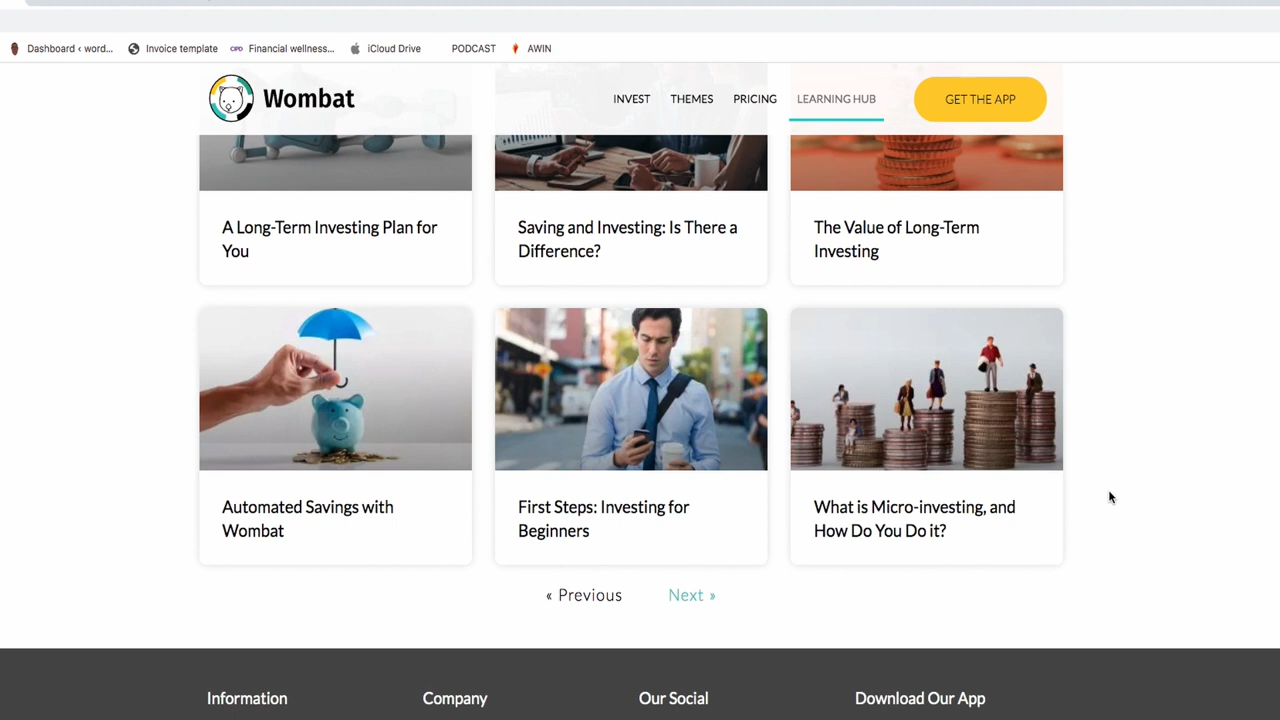 Dashboard ‹ word...
Invoice template
CIPD
Financial wellness...
iCloud Drive
PODCAST
AWIN
Wombat
INVEST
THEMES
PRICING
LEARNING HUB
GET THE APP
A Long-Term Investing Plan for
You
Saving and Investing: Is There a
Difference?
The Value of Long-Term
Investing
Automated Savings with
Wombat
First Steps: Investing for
Beginners
What is Micro-investing, and
How Do You Do it?
« Previous
Next »
Information
Company
Our Social
Download Our App